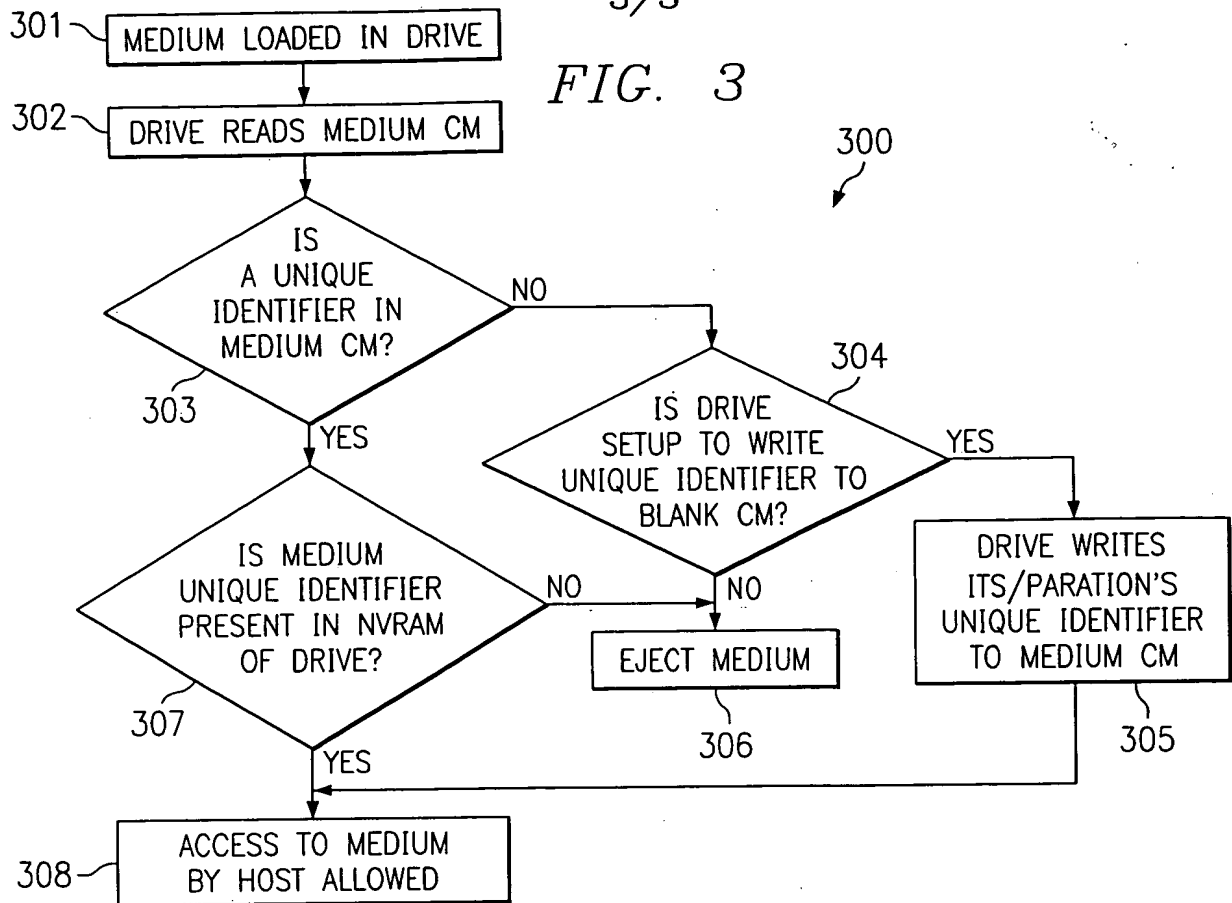 3/3
FIG. 3
300
301
MEDIUM LOADED IN DRIVE
302
DRIVE READS MEDIUM CM
IS
A UNIQUE
IDENTIFIER IN
MEDIUM CM?
303
NO
YES
304
IS DRIVE
SETUP TO WRITE
UNIQUE IDENTIFIER TO
BLANK CM?
YES
NO
DRIVE WRITES
ITS/PARATION'S
UNIQUE IDENTIFIER
TO MEDIUM CM
305
IS MEDIUM
UNIQUE IDENTIFIER
PRESENT IN NVRAM
OF DRIVE?
307
NO
YES
EJECT MEDIUM
306
ACCESS TO MEDIUM
BY HOST ALLOWED
308